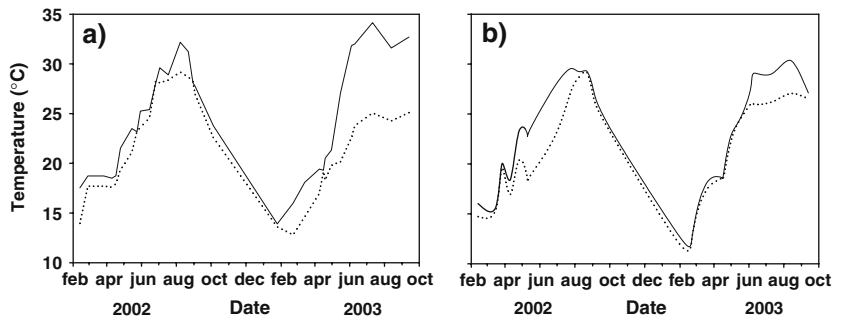 a)
b)
Temperature (°C)
35
30
25
20
15
10
feb apr jun aug oct dec feb apr jun aug oct
feb apr jun aug oct dec feb apr jun aug oct
2002 Date 2003
2002 Date 2003